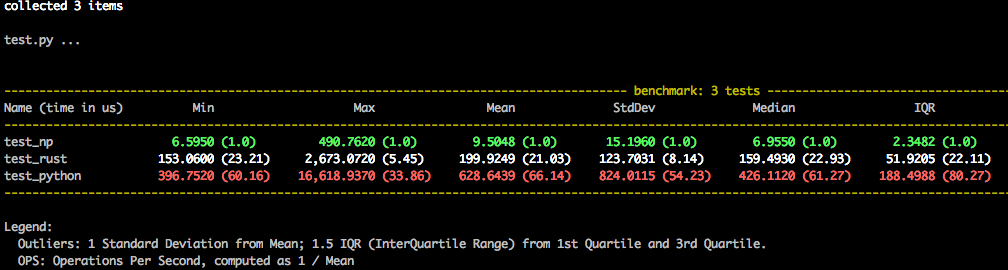 collected 3 items
test.py ...
---------- benchmark: 3 tests ----------
Name (time in us) Min Max Mean StdDev Median IQR
test_np 6.5950 (1.0) 490.7620 (1.0) 9.5048 (1.0) 15.1960 (1.0) 6.9550 (1.0) 2.3482 (1.0)
test_rust 153.0600 (23.21) 2,673.0720 (5.45) 199.9249 (21.03) 123.7031 (8.14) 159.4930 (22.93) 51.9205 (22.11)
test_python 396.7520 (60.16) 16,618.9370 (33.86) 628.6439 (66.14) 824.0115 (54.23) 426.1120 (61.27) 188.4988 (80.27)
Legend:
Outliers: 1 Standard Deviation from Mean; 1.5 IQR (InterQuartile Range) from 1st Quartile and 3rd Quartile.
OPS: Operations Per Second, computed as 1 / Mean